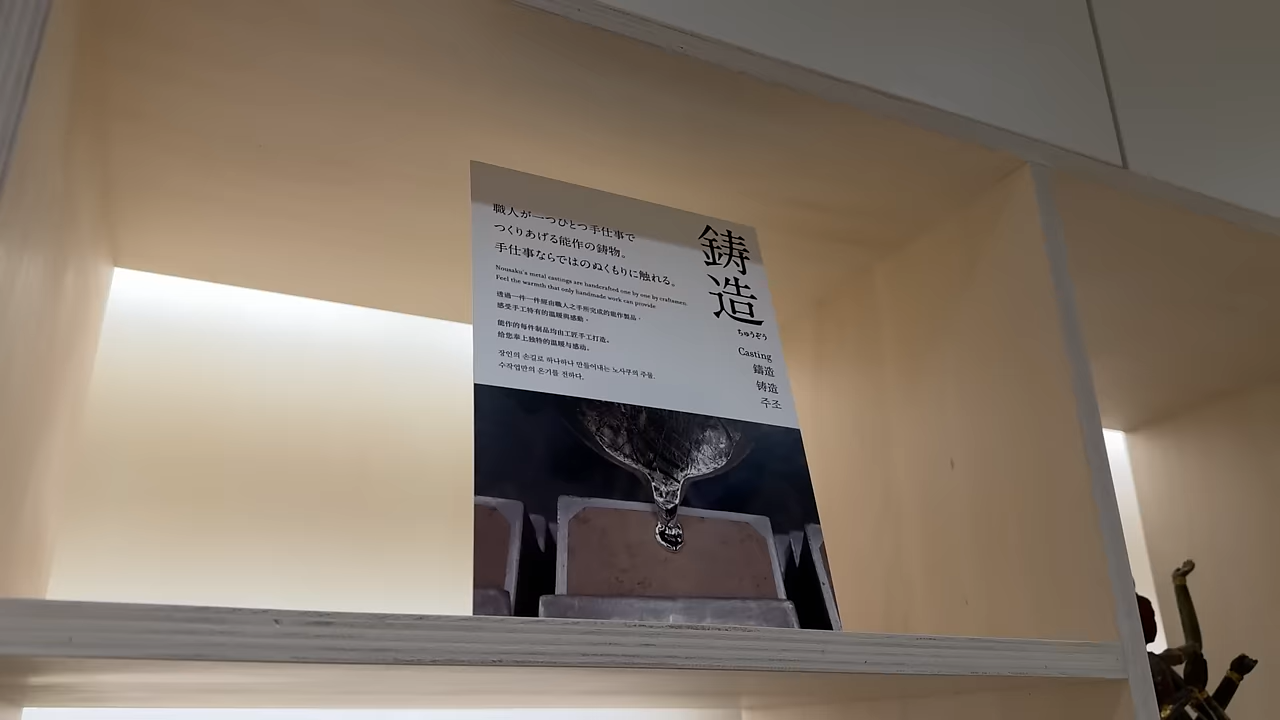 職人が一つひとつ手仕事で
つくりあげる能作の鋳物。
手仕事ならではのぬくもりに触れる。
Nousaku's metal castings are handcrafted one by one by craftsmen.
Feel the warmth that only handmade work can provide
透過一件一件經由職人之手所完成的能作製品，
感受手工特有的溫暖與感動。
能作的每件制品均由工匠手工打造。
给您奉上独特的温暖与感动。
장인의 손길로 하나하나 만들어내는 노사쿠의 주물.
수작업만의 온기를 전하다.
鋳造
ちゅうぞう
Casting
鑄造
铸造
주조